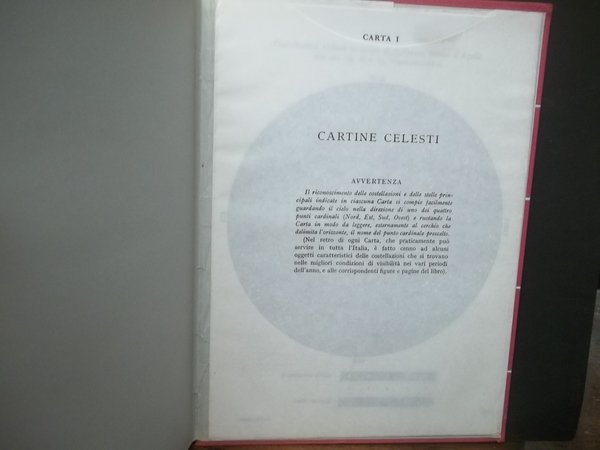 CARTA I
CARTINE CELESTI
AVVERTENZA
Il riconoscimento delle costellazioni e delle stelle prin-
cipali indicate in ciascuna Carta si compie facilmente
guardando il cielo nella direzione di uno dei quattro
punti cardinali (Nord, Est, Sud, Ovest) e ruotando la
Carta in modo da leggere, esternamente al cerchio che
delimita l'orizzonte, il nome del punto cardinale prescelto.
(Nel retro di ogni Carta, che praticamente può
servire in tutta l'Italia, è fatto cenno ad alcuni
oggetti caratteristici delle costellazioni che si trovano
nelle migliori condizioni di visibilità nei vari periodi
dell'anno, e alle corrispondenti figure e pagine del libro).